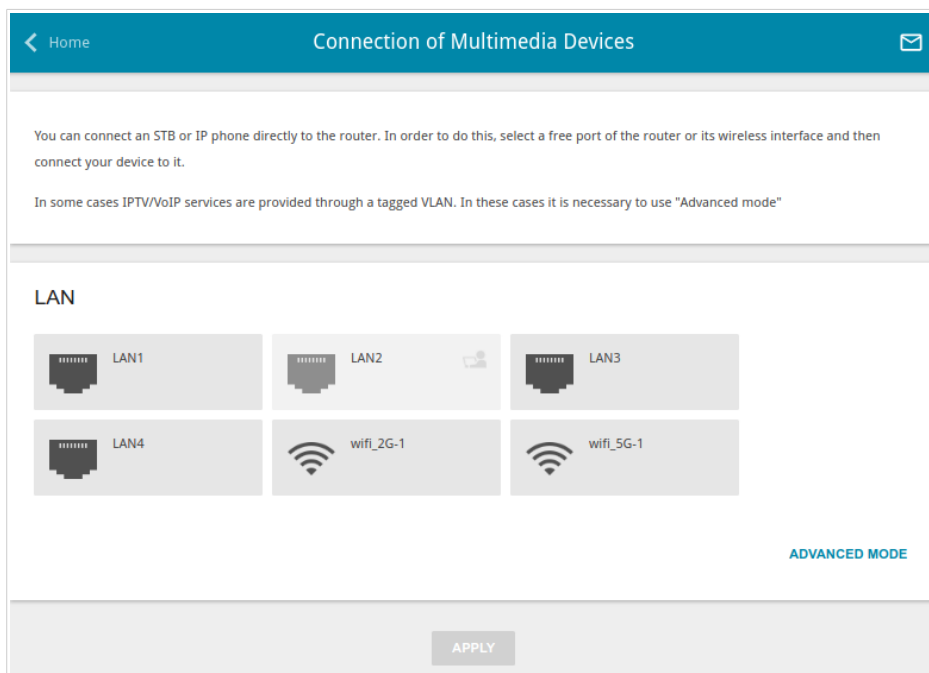 Home
Connection of Multimedia Devices
You can connect an STB or IP phone directly to the router. In order to do this, select a free port of the router or its wireless interface and then
connect your device to it.
In some cases IPTV/VoIP services are provided through a tagged VLAN. In these cases it is necessary to use "Advanced mode"
LAN
LAN1
LAN2
LAN3
LAN4
wifi_2G-1
wifi_5G-1
ADVANCED MODE
APPLY